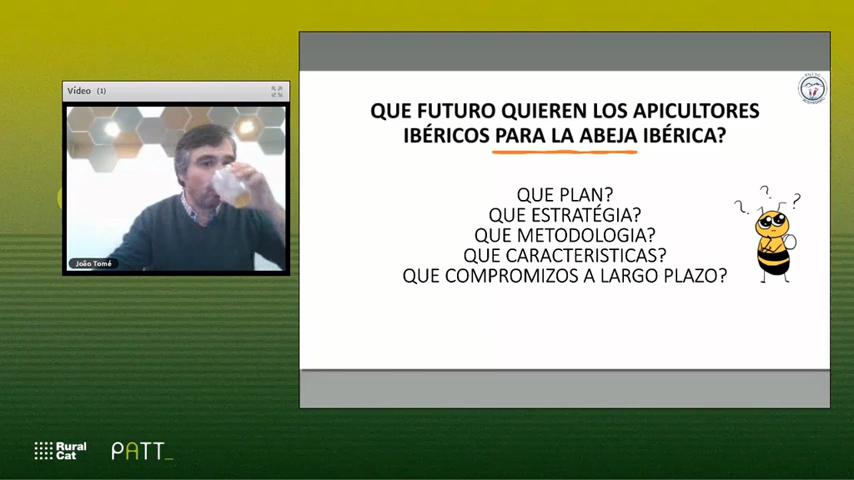 Vídeo (1)
João Tomé
QUE FUTURO QUIEREN LOS APICULTORES
IBÉRICOS PARA LA ABEJA IBÉRICA?
QUE PLAN?
QUE ESTRATÉGIA?
QUE METODOLOGIA?
QUE CARACTERISTICAS?
QUE COMPROMIZOS A LARGO PLAZO?
? ? ?
Rural
Cat
PATT_